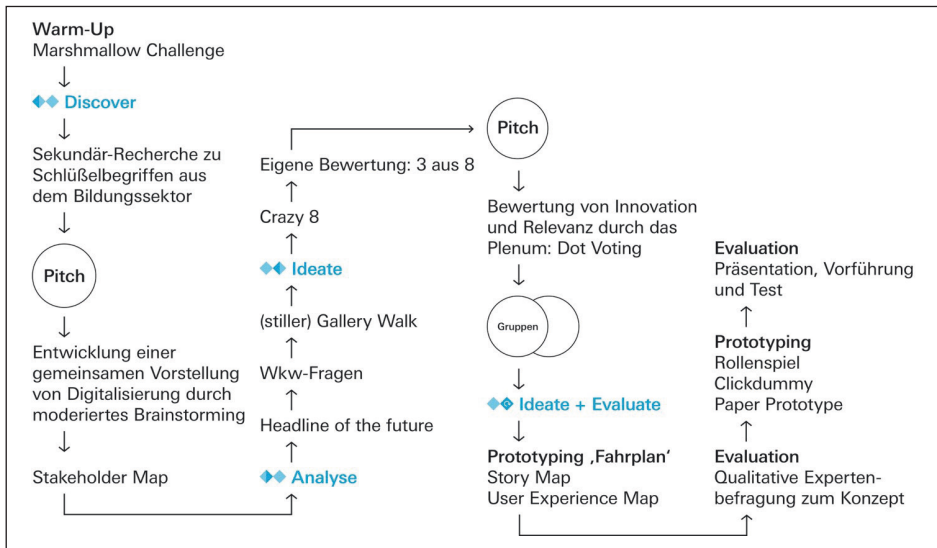 Warm-Up
Marshmallow Challenge
Discover
Sekundär-Recherche zu
Schlüßelbegriffen aus
dem Bildungssektor
Pitch
Entwicklung einer
gemeinsamen Vorstellung
von Digitalisierung durch
moderiertes Brainstorming
Stakeholder Map
Analyse
Headline of the future
Wkw-Fragen
(stiller) Gallery Walk
Ideate
Crazy 8
Eigene Bewertung: 3 aus 8
Pitch
Bewertung von Innovation
und Relevanz durch das
Plenum: Dot Voting
Gruppen
Ideate + Evaluate
Prototyping ‚Fahrplan‘
Story Map
User Experience Map
Evaluation
Qualitative Experten-
befragung zum Konzept
Prototyping
Rollenspiel
Clickdummy
Paper Prototype
Evaluation
Präsentation, Vorführung
und Test